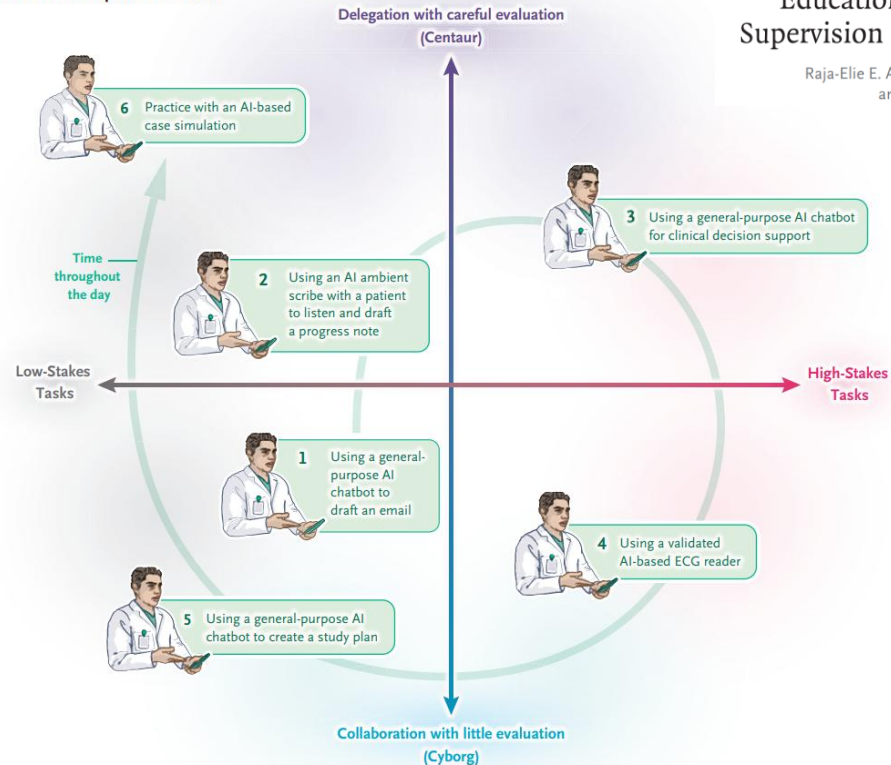 Education
Supervision
Raja-Elie E. A
Delegation with careful evaluation
(Centaur)
6 Practice with an AI-based
case simulation
3 Using a general-purpose AI chatbot
for clinical decision support
Time
throughout
the day
2 Using an AI ambient
scribe with a patient
to listen and draft
a progress note
Low-Stakes
Tasks
High-Stakes
Tasks
1 Using a general-
purpose AI
chatbot to
draft an email
4 Using a validated
AI-based ECG reader
5 Using a general-purpose AI
chatbot to create a study plan
Collaboration with little evaluation
(Cyborg)